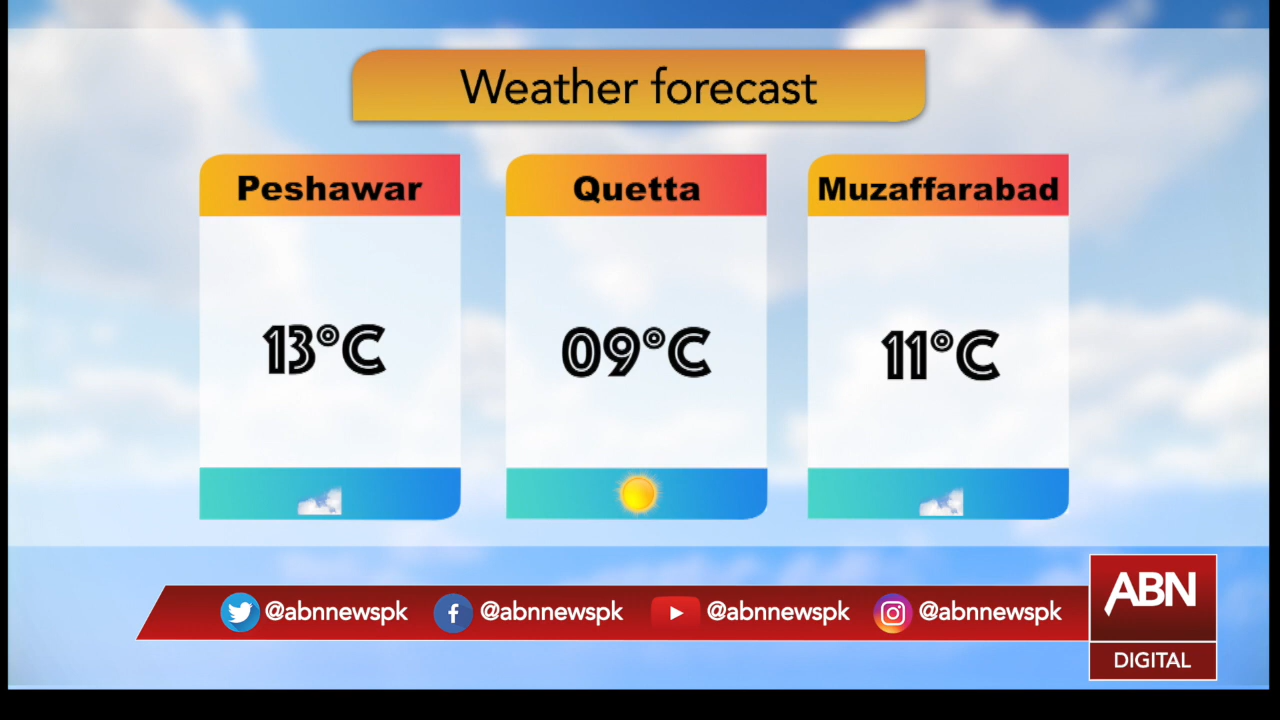 Weather forecast
Peshawar
Quetta
Muzaffarabad
13°C
09°C
11°C
@abnnewspk
@abnnewspk
@abnnewspk
@abnnewspk
ABN
DIGITAL